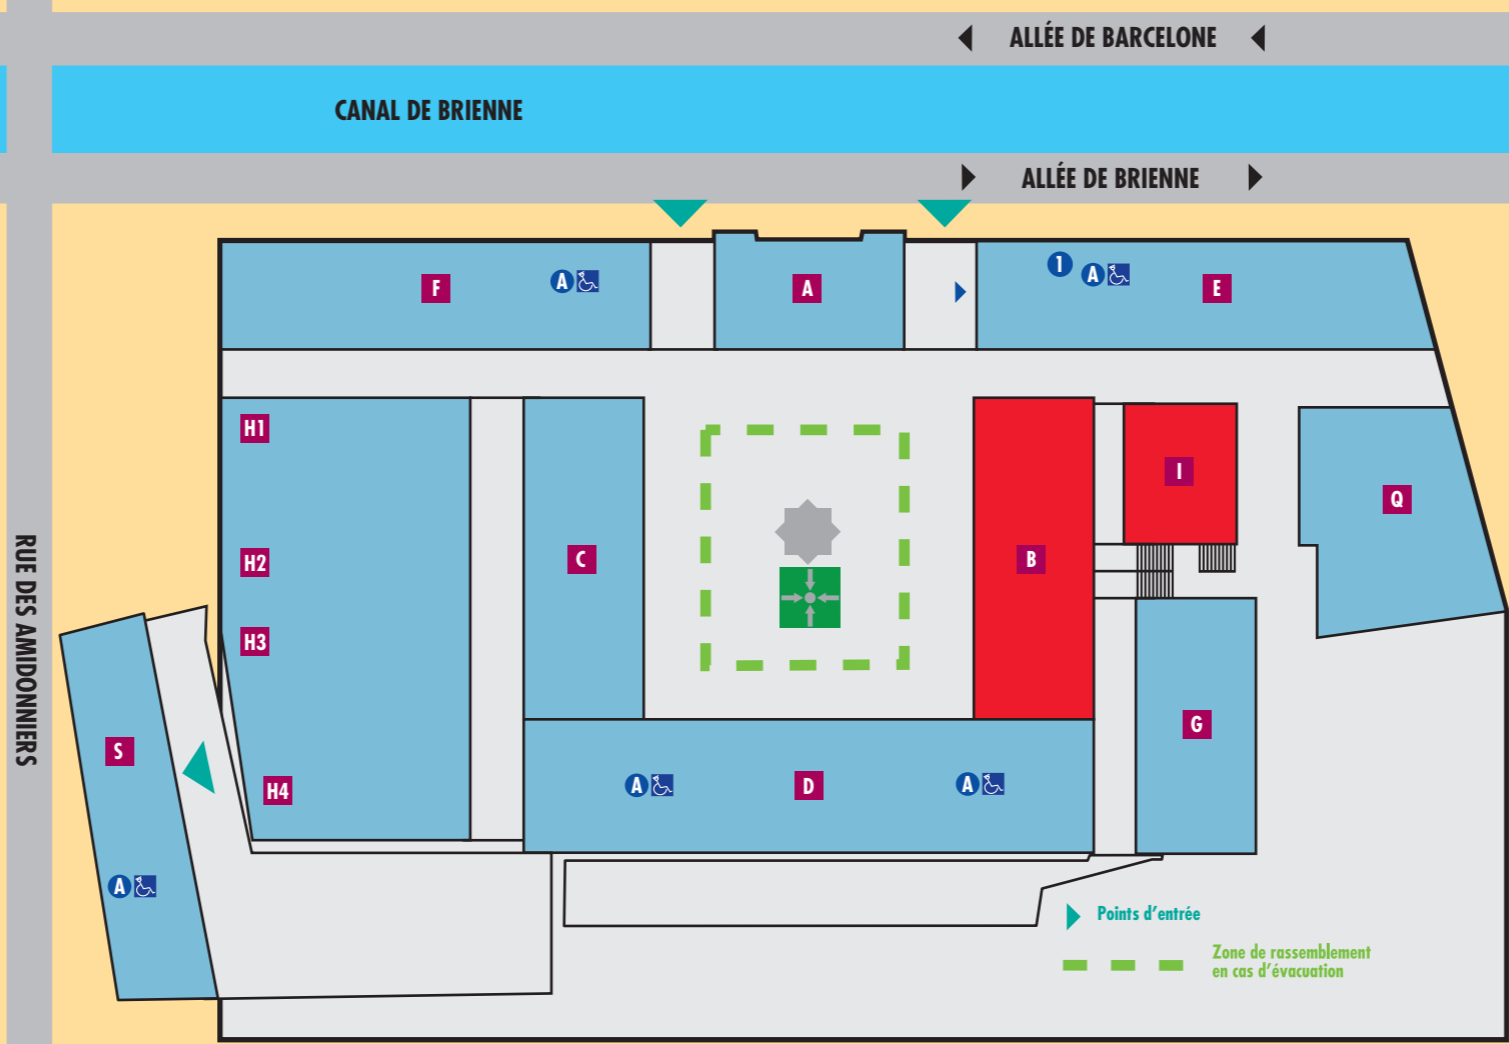 ALLÉE DE BARCELONE
CANAL DE BRIENNE
ALLÉE DE BRIENNE
F
A
A
1
A
E
H1
H2
H3
H4
C
B
I
Q
RUE DES AMIDONNIERS
S
A
A
D
A
G
Points d'entrée
Zone de rassemblement
en cas d'évacuation